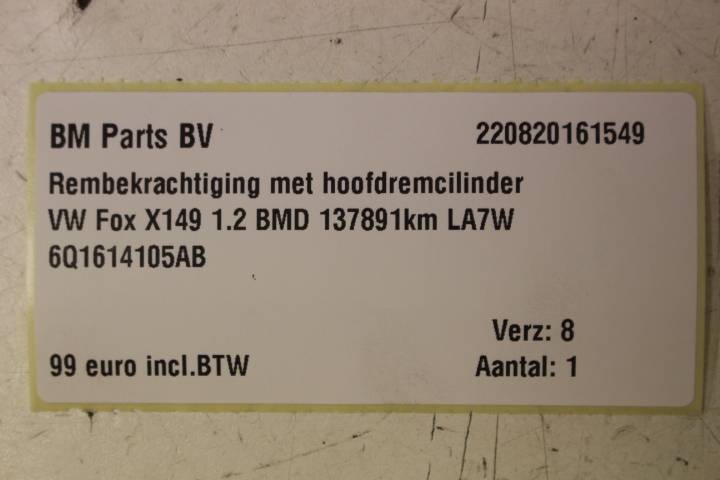 BM Parts BV 220820161549
Rembekrachtiging met hoofdremcilinder
VW Fox X149 1.2 BMD 137891km LA7W
6Q1614105AB
Verz: 8
99 euro incl.BTW Aantal: 1